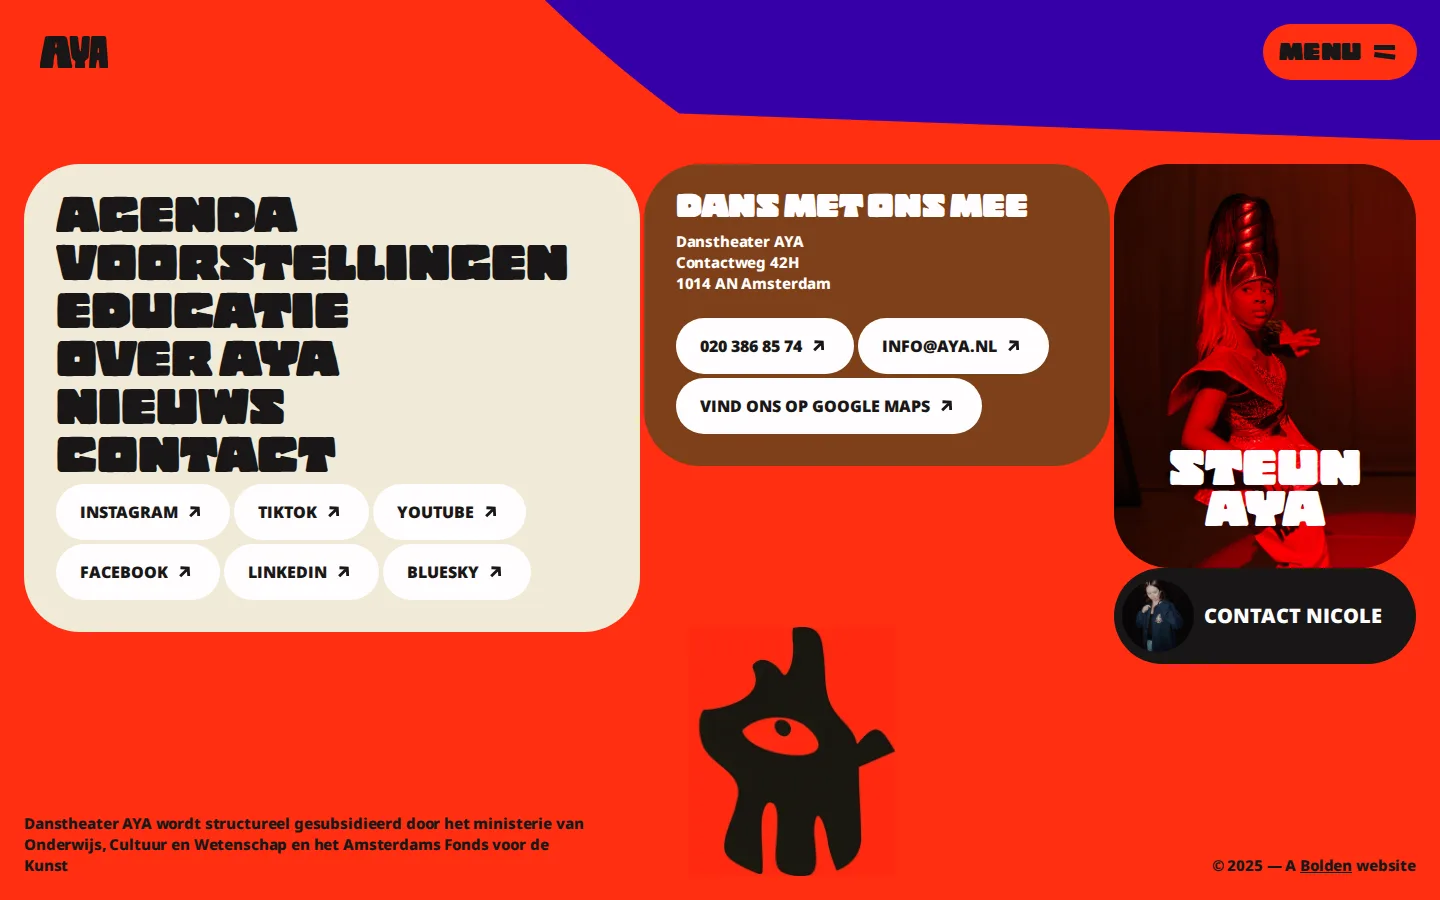 AYA
MENU
AGENDA
VOORSTELLINGEN
EDUCATIE
OVER AYA
NIEUWS
CONTACT
INSTAGRAM
TIKTOK
YOUTUBE
FACEBOOK
LINKEDIN
BLUESKY
DANS MET ONS MEE
Danstheater AYA
Contactweg 42H
1014 AN Amsterdam
020 386 85 74
INFO@AYA.NL
VIND ONS OP GOOGLE MAPS
STEUN
AYA
CONTACT NICOLE
Danstheater AYA wordt structureel gesubsidieerd door het ministerie van
Onderwijs, Cultuur en Wetenschap en het Amsterdams Fonds voor de
Kunst
© 2025 — A Bolden website